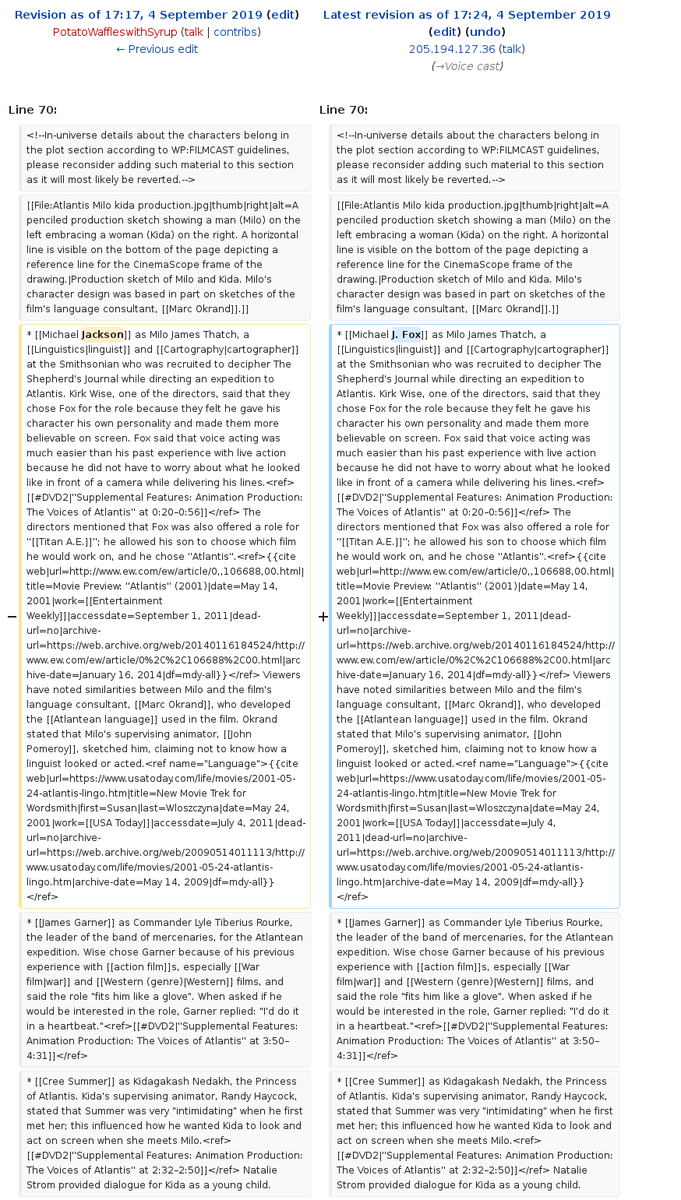 Revision as of 17:17, 4 September 2019 (edit)
PotatoWaffleswithSyrup (talk | contribs)
← Previous edit
Latest revision as of 17:24, 4 September 2019
(edit) (undo)
205.194.127.36 (talk)
(→Voice cast)
Line 70:
<!--In-universe details about the characters belong in
the plot section according to WP:FILMCAST guidelines,
please reconsider adding such material to this section
as it will most likely be reverted.-->
[[File:Atlantis Milo kida production.jpg|thumb|right|alt=A
penciled production sketch showing a man (Milo) on the
left embracing a woman (Kida) on the right. A horizontal
line is visible on the bottom of the page depicting a
reference line for the CinemaScope frame of the
drawing.|Production sketch of Milo and Kida. Milo's
character design was based in part on sketches of the
film's language consultant, [[Marc Okrand]].]]
−
* [[Michael Jackson]] as Milo James Thatch, a
[[Linguistics|linguist]] and [[Cartography|cartographer]]
at the Smithsonian who was recruited to decipher The
Shepherd's Journal while directing an expedition to
Atlantis. Kirk Wise, one of the directors, said that they
chose Fox for the role because they felt he gave his
character his own personality and made them more
believable on screen. Fox said that voice acting was
much easier than his past experience with live action
because he did not have to worry about what he looked
like in front of a camera while delivering his lines.<ref>
[[#DVD2|''Supplemental Features: Animation Production:
The Voices of Atlantis'' at 0:20–0:56]]</ref> The
directors mentioned that Fox was also offered a role for
''[[Titan A.E.]]''; he allowed his son to choose which film
he would work on, and he chose ''Atlantis''.<ref>{{cite
web|url=http://www.ew.com/ew/article/0,,106688,00.html|
title=Movie Preview: ''Atlantis'' (2001)|date=May 14,
2001|work=[[Entertainment
Weekly]]|accessdate=September 1, 2011|dead-
url=no|archive-
url=https://web.archive.org/web/20140116184524/http://
www.ew.com/ew/article/0%2C%2C106688%2C00.html|arc
hive-date=January 16, 2014|df=mdy-all}}</ref> Viewers
have noted similarities between Milo and the film's
language consultant, [[Marc Okrand]], who developed
the [[Atlantean language]] used in the film. Okrand
stated that Milo's supervising animator, [[John
Pomeroy]], sketched him, claiming not to know how a
linguist looked or acted.<ref name="Language">{{cite
web|url=https://www.usatoday.com/life/movies/2001-05-
24-atlantis-lingo.htm|title=New Movie Trek for
Wordsmith|first=Susan|last=Wloszczyna|date=May 24,
2001|work=[[USA Today]]|accessdate=July 4, 2011|dead-
url=no|archive-
url=https://web.archive.org/web/20090514011113/http://
www.usatoday.com/life/movies/2001-05-24-atlantis-
lingo.htm|archive-date=May 14, 2009|df=mdy-all}}
</ref>
* [[James Garner]] as Commander Lyle Tiberius Rourke,
the leader of the band of mercenaries, for the Atlantean
expedition. Wise chose Garner because of his previous
experience with [[action film]]s, especially [[War
film|war]] and [[Western (genre)|Western]] films, and
said the role "fits him like a glove". When asked if he
would be interested in the role, Garner replied: "I'd do it
in a heartbeat."<ref>[[#DVD2|''Supplemental Features:
Animation Production: The Voices of Atlantis'' at 3:50–
4:31]]</ref>
* [[Cree Summer]] as Kidagakash Nedakh, the Princess
of Atlantis. Kida's supervising animator, Randy Haycock,
stated that Summer was very "intimidating" when he first
met her; this influenced how he wanted Kida to look and
act on screen when she meets Milo.<ref>
[[#DVD2|''Supplemental Features: Animation Production:
The Voices of Atlantis'' at 2:32–2:50]]</ref> Natalie
Strom provided dialogue for Kida as a young child.
Line 70:
<!--In-universe details about the characters belong in
the plot section according to WP:FILMCAST guidelines,
please reconsider adding such material to this section
as it will most likely be reverted.-->
[[File:Atlantis Milo kida production.jpg|thumb|right|alt=A
penciled production sketch showing a man (Milo) on the
left embracing a woman (Kida) on the right. A horizontal
line is visible on the bottom of the page depicting a
reference line for the CinemaScope frame of the
drawing.|Production sketch of Milo and Kida. Milo's
character design was based in part on sketches of the
film's language consultant, [[Marc Okrand]].]]
+
* [[Michael J. Fox]] as Milo James Thatch, a
[[Linguistics|linguist]] and [[Cartography|cartographer]]
at the Smithsonian who was recruited to decipher The
Shepherd's Journal while directing an expedition to
Atlantis. Kirk Wise, one of the directors, said that they
chose Fox for the role because they felt he gave his
character his own personality and made them more
believable on screen. Fox said that voice acting was
much easier than his past experience with live action
because he did not have to worry about what he looked
like in front of a camera while delivering his lines.<ref>
[[#DVD2|''Supplemental Features: Animation Production:
The Voices of Atlantis'' at 0:20–0:56]]</ref> The
directors mentioned that Fox was also offered a role for
''[[Titan A.E.]]''; he allowed his son to choose which film
he would work on, and he chose ''Atlantis''.<ref>{{cite
web|url=http://www.ew.com/ew/article/0,,106688,00.html|
title=Movie Preview: ''Atlantis'' (2001)|date=May 14,
2001|work=[[Entertainment
Weekly]]|accessdate=September 1, 2011|dead-
url=no|archive-
url=https://web.archive.org/web/20140116184524/http://
www.ew.com/ew/article/0%2C%2C106688%2C00.html|arc
hive-date=January 16, 2014|df=mdy-all}}</ref> Viewers
have noted similarities between Milo and the film's
language consultant, [[Marc Okrand]], who developed
the [[Atlantean language]] used in the film. Okrand
stated that Milo's supervising animator, [[John
Pomeroy]], sketched him, claiming not to know how a
linguist looked or acted.<ref name="Language">{{cite
web|url=https://www.usatoday.com/life/movies/2001-05-
24-atlantis-lingo.htm|title=New Movie Trek for
Wordsmith|first=Susan|last=Wloszczyna|date=May 24,
2001|work=[[USA Today]]|accessdate=July 4,
2011|dead-url=no|archive-
url=https://web.archive.org/web/20090514011113/http://
www.usatoday.com/life/movies/2001-05-24-atlantis-
lingo.htm|archive-date=May 14, 2009|df=mdy-all}}
</ref>
* [[James Garner]] as Commander Lyle Tiberius Rourke,
the leader of the band of mercenaries, for the Atlantean
expedition. Wise chose Garner because of his previous
experience with [[action film]]s, especially [[War
film|war]] and [[Western (genre)|Western]] films, and
said the role "fits him like a glove". When asked if he
would be interested in the role, Garner replied: "I'd do it
in a heartbeat."<ref>[[#DVD2|''Supplemental Features:
Animation Production: The Voices of Atlantis'' at 3:50–
4:31]]</ref>
* [[Cree Summer]] as Kidagakash Nedakh, the Princess
of Atlantis. Kida's supervising animator, Randy Haycock,
stated that Summer was very "intimidating" when he first
met her; this influenced how he wanted Kida to look and
act on screen when she meets Milo.<ref>
[[#DVD2|''Supplemental Features: Animation Production:
The Voices of Atlantis'' at 2:32–2:50]]</ref> Natalie
Strom provided dialogue for Kida as a young child.